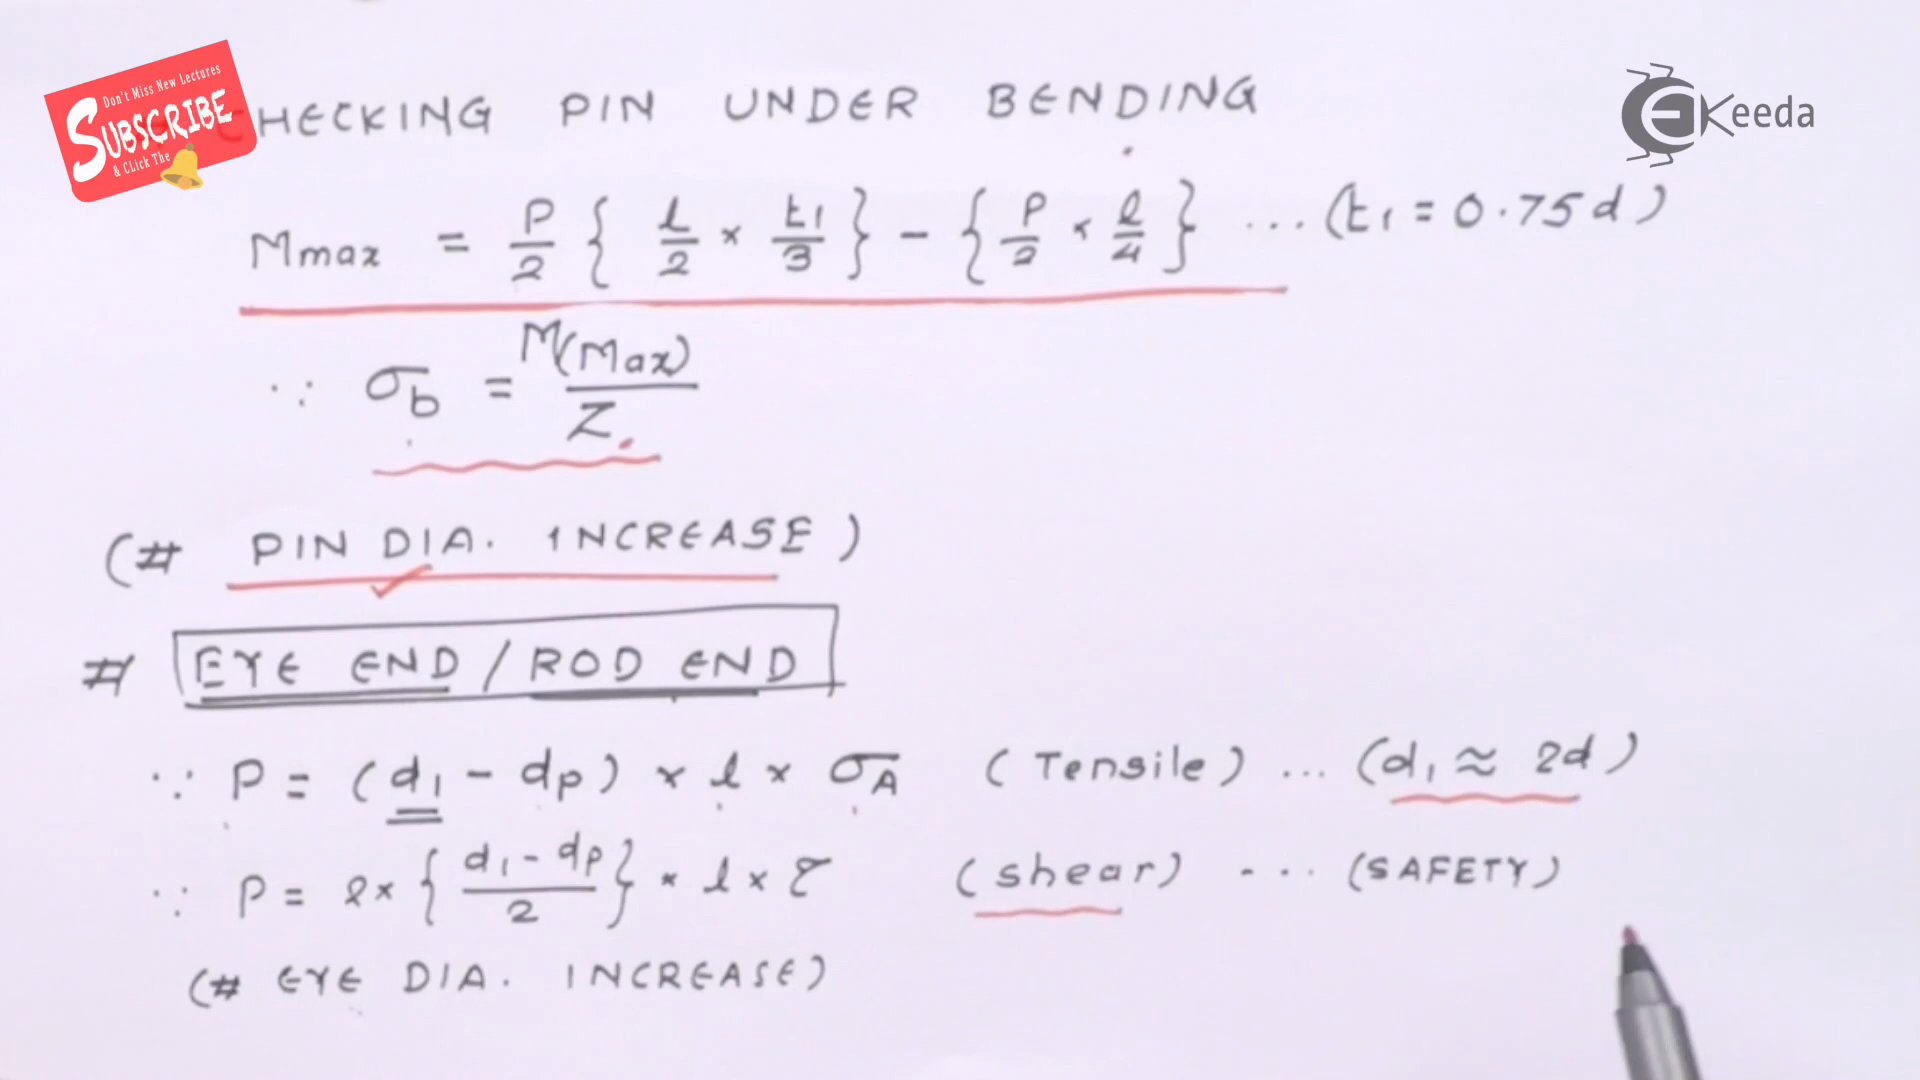 Don't Miss New Lectures
SUBSCRIBE
& CLick The
CHECKING PIN UNDER BENDING
Keeda
Mmax = P/2 { l/2 × t1/3 } - { P/2 × l/4 } ... (t1 = 0.75d)
∵ σb = M(Max)/Z
(# PIN DIA. INCREASE)
# EYE END / ROD END
∵ P = (d1 - dp) × l × σA (Tensile) ... (d1 ≈ 2d)
∵ P = 2 × { d1 - dp / 2 } × l × τ (shear) ... (SAFETY)
(# EYE DIA. INCREASE)